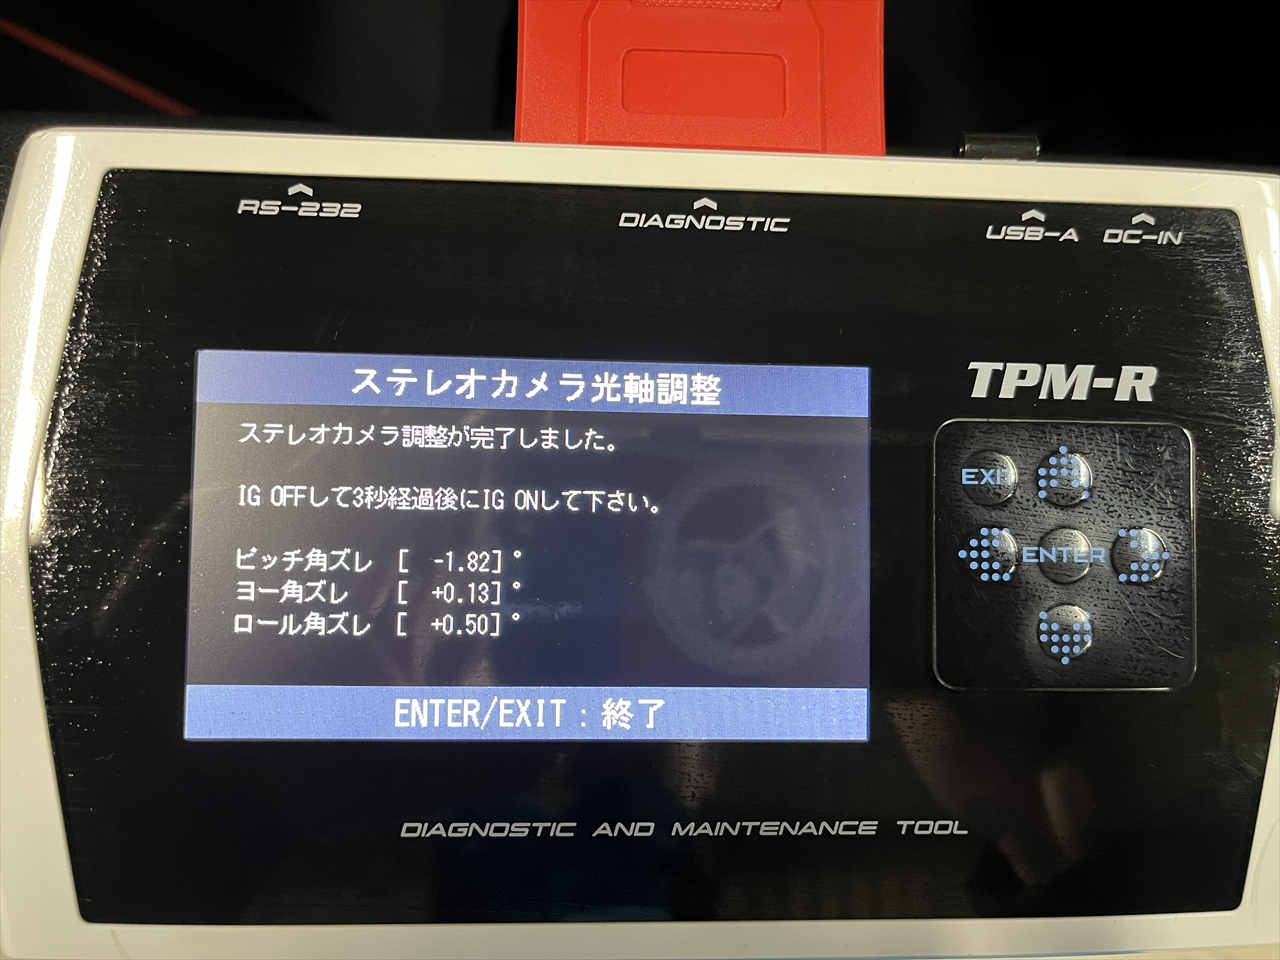 RS-232
DIAGNOSTIC
USB-A DC-IN
ステレオカメラ光軸調整
ステレオカメラ調整が完了しました。
IG OFFして3秒経過後にIG ONして下さい。
ピッチ角ズレ [ -1.82]°
ヨー角ズレ [ +0.13]°
ロール角ズレ [ +0.50]°
ENTER/EXIT:終了
TPM-R
EXIT
ENTER
DIAGNOSTIC AND MAINTENANCE TOOL